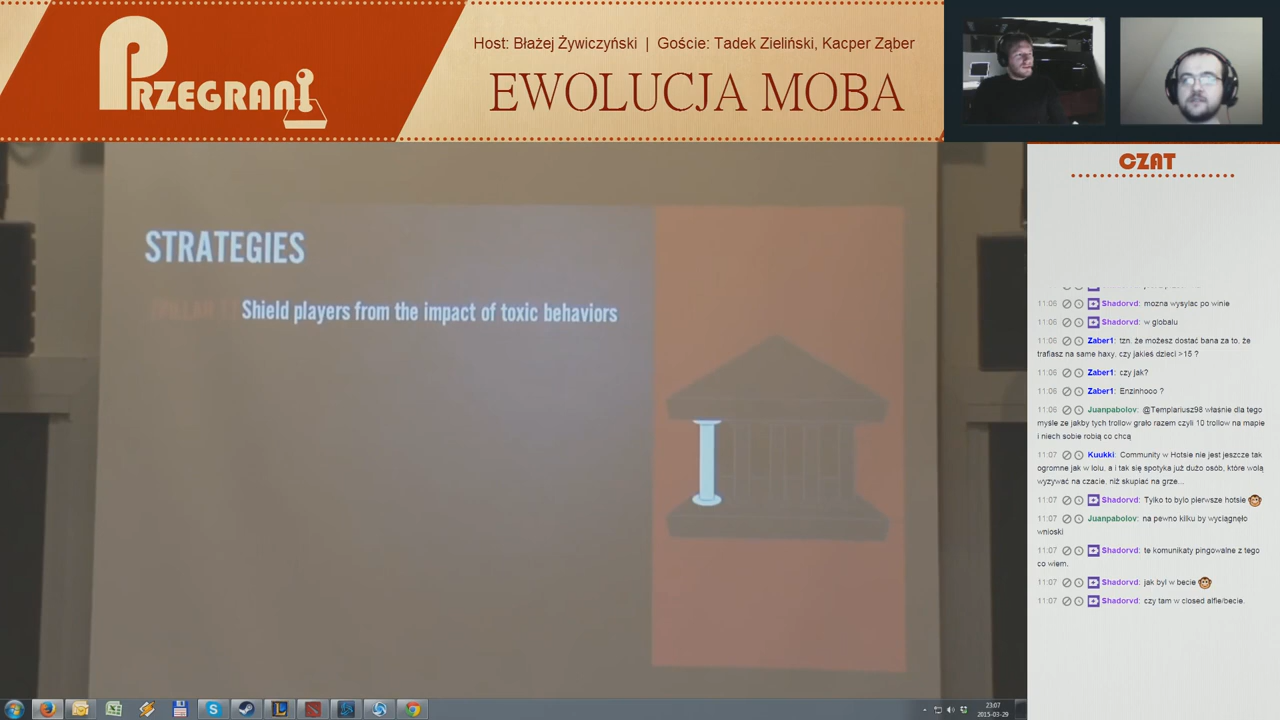 PRZEGRANI
Host: Błażej Żywiczyński | Goście: Tadek Zieliński, Kacper Ząber
EWOLUCJA MOBA
STRATEGIES
Shield players from the impact of toxic behaviors
CZAT
11:06 Shadorvd: mozna wysylac po winie
11:06 Shadorvd: w globalu
11:06 Zaber1: tzn. że możesz dostać bana za to, że
trafiasz na same haxy, czy jakieś dzieci >15 ?
11:06 Zaber1: czy jak?
11:06 Zaber1: Enzinhooo ?
11:06 Juanpabolov: @Templariusz98 właśnie dla tego
myśle ze jakby tych trollow grało razem czyli 10 trollow na mapie
i niech sobie robią co chcą
11:07 Kuukki: Community w Hotsie nie jest jeszcze tak
ogromne jak w lolu, a i tak się spotyka już dużo osób, które wolą
wyzywać na czacie, niż skupiać na grze...
11:07 Shadorvd: Tylko to bylo pierwsze hotsie
11:07 Juanpabolov: na pewno kilku by wyciągnęło
wnioski
11:07 Shadorvd: te komunikaty pingowalne z tego
co wiem.
11:07 Shadorvd: jak byl w becie
11:07 Shadorvd: czy tam w closed alfie/becie.
23:07
2015-03-29